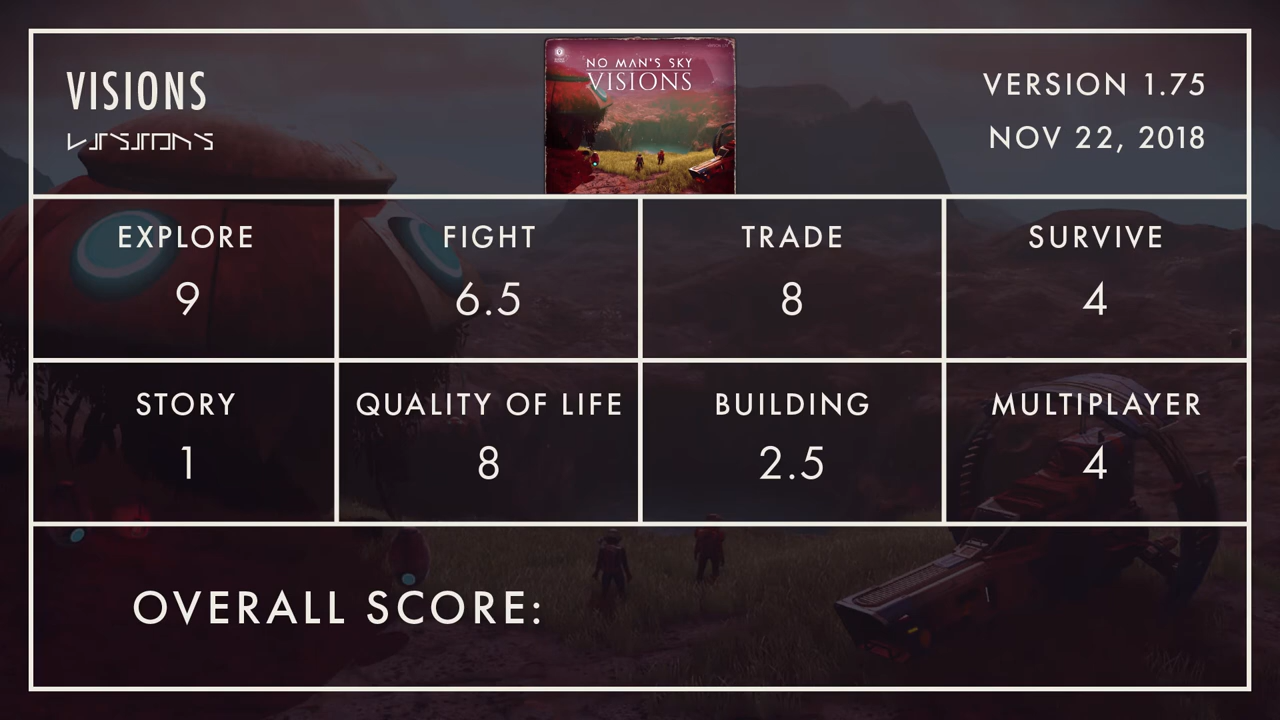 VISIONS
VERSION 1.75
NOV 22, 2018
NO MAN'S SKY
VISIONS
EXPLORE
9
FIGHT
6.5
TRADE
8
SURVIVE
4
STORY
1
QUALITY OF LIFE
8
BUILDING
2.5
MULTIPLAYER
4
OVERALL SCORE: